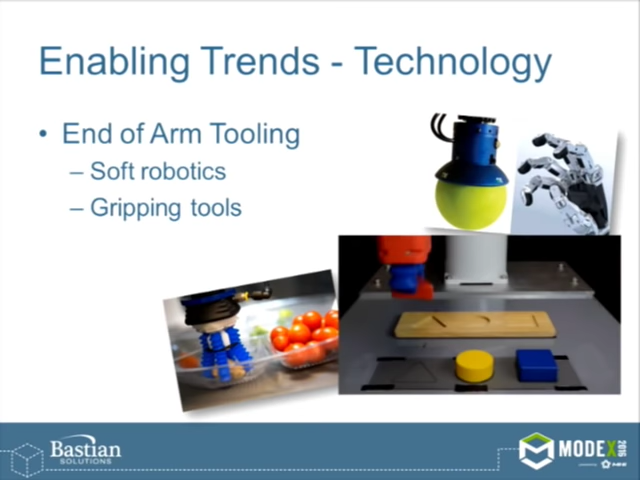 Enabling Trends - Technology
• End of Arm Tooling
– Soft robotics
– Gripping tools
Bastian
SOLUTIONS
MODEX
2016